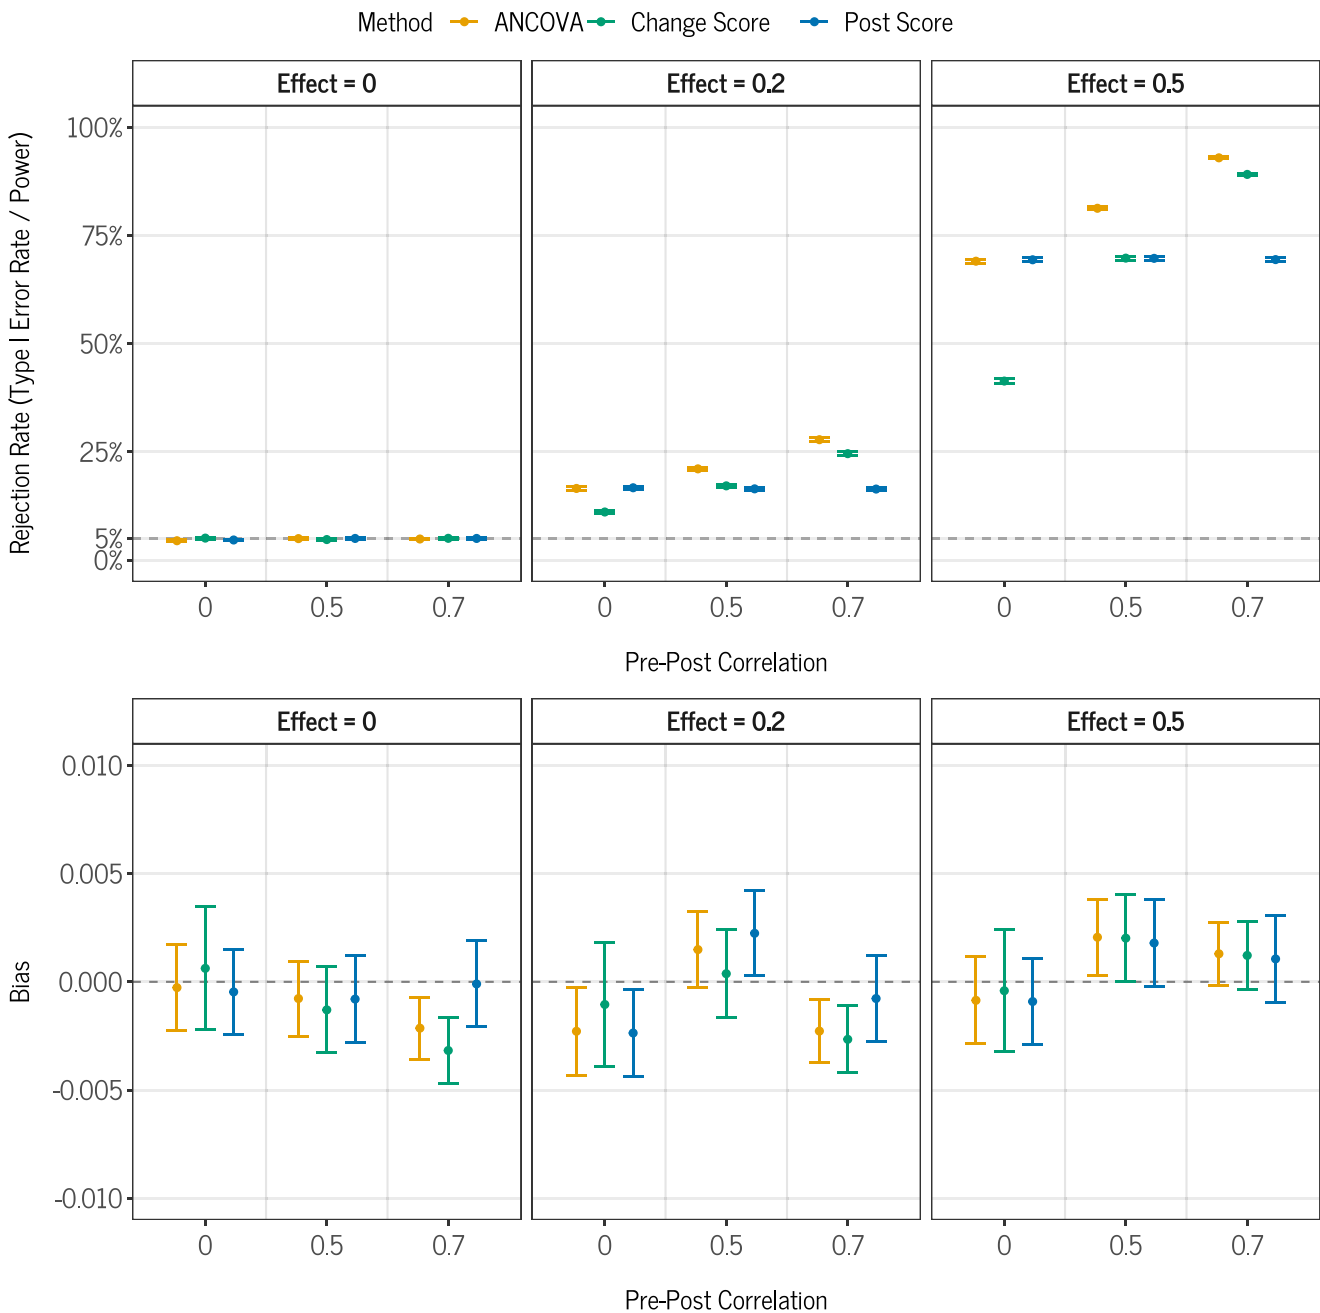 Method ANCOVA Change Score Post Score
Effect = 0 Effect = 0.2 Effect = 0.5
Rejection Rate (Type I Error Rate / Power)
100%
75%
50%
25%
5%
0%
0 0.5 0.7 0 0.5 0.7 0 0.5 0.7
Pre-Post Correlation
Effect = 0 Effect = 0.2 Effect = 0.5
Bias
0.010
0.005
0.000
-0.005
-0.010
0 0.5 0.7 0 0.5 0.7 0 0.5 0.7
Pre-Post Correlation